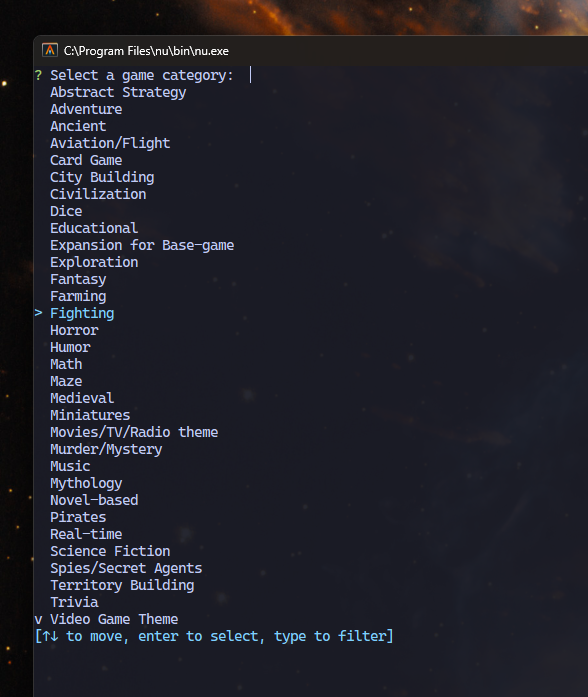 C:\Program Files\nu\bin\nu.exe
? Select a game category:
Abstract Strategy
Adventure
Ancient
Aviation/Flight
Card Game
City Building
Civilization
Dice
Educational
Expansion for Base-game
Exploration
Fantasy
Farming
> Fighting
Horror
Humor
Math
Maze
Medieval
Miniatures
Movies/TV/Radio theme
Murder/Mystery
Music
Mythology
Novel-based
Pirates
Real-time
Science Fiction
Spies/Secret Agents
Territory Building
Trivia
v Video Game Theme
[↑↓ to move, enter to select, type to filter]